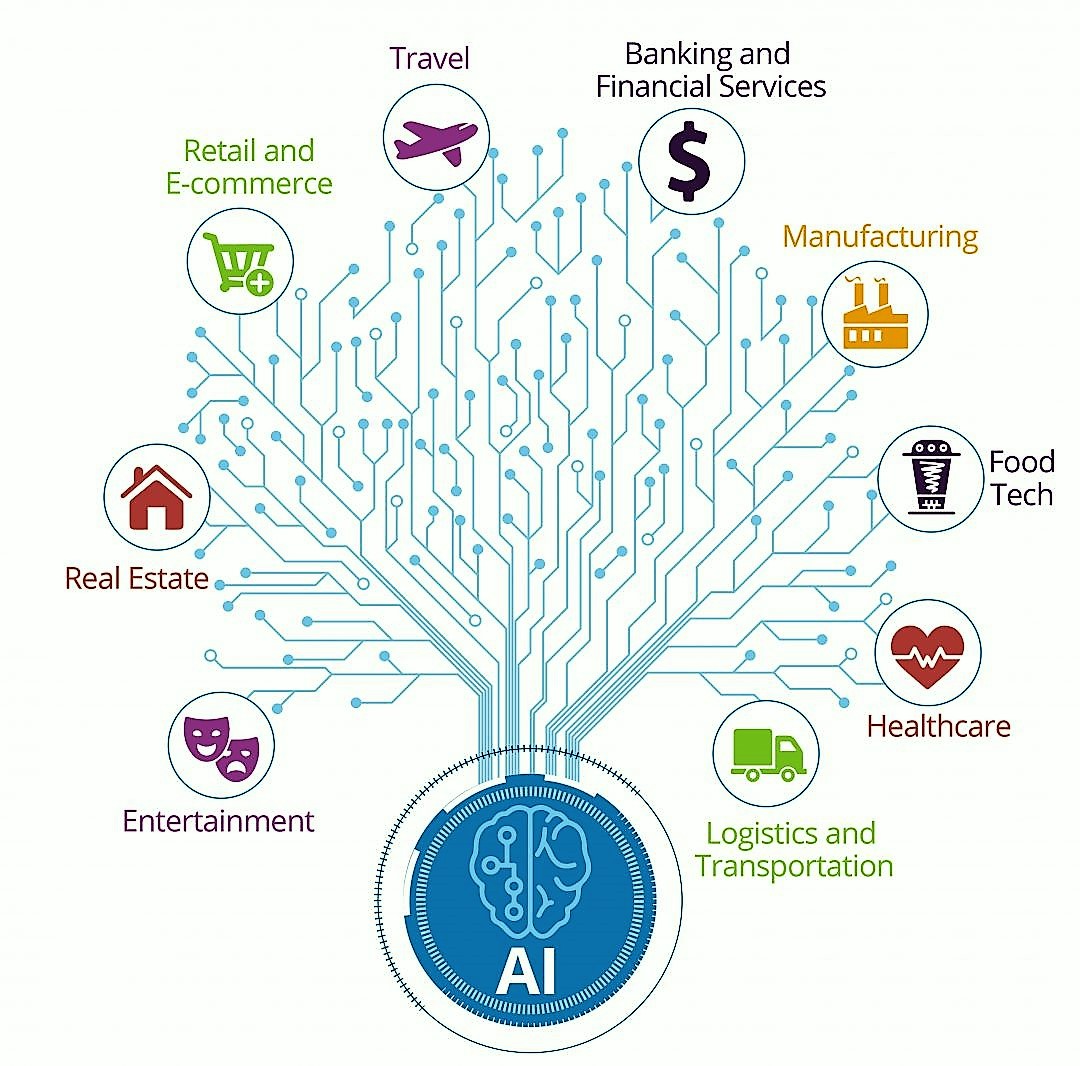 Travel
Banking and
Financial Services
Retail and
E-commerce
Manufacturing
Food
Tech
Real Estate
Healthcare
Entertainment
Logistics and
Transportation
AI